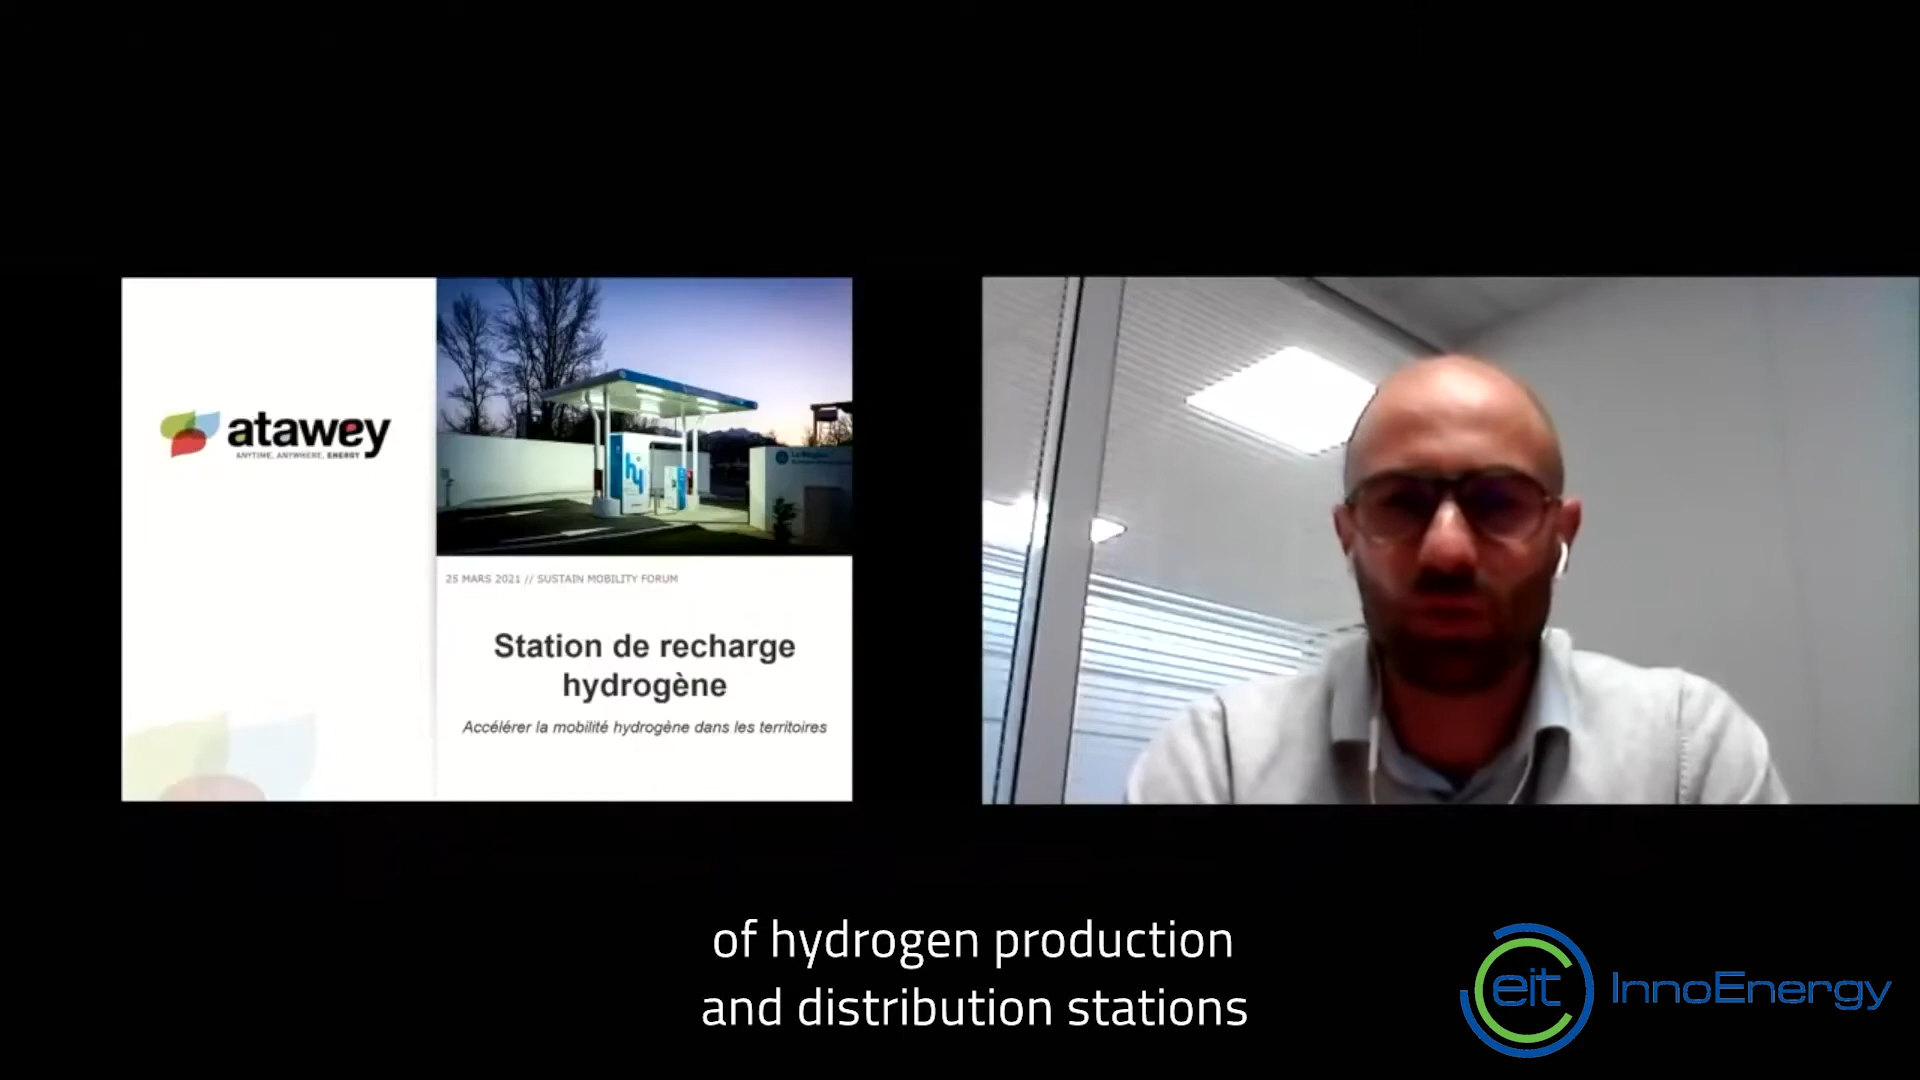 atawey
ANYTIME, ANYWHERE, ENERGY
hy
25 MARS 2021 // SUSTAIN MOBILITY FORUM
Station de recharge
hydrogène
Accélérer la mobilité hydrogène dans les territoires
of hydrogen production
and distribution stations
eit InnoEnergy